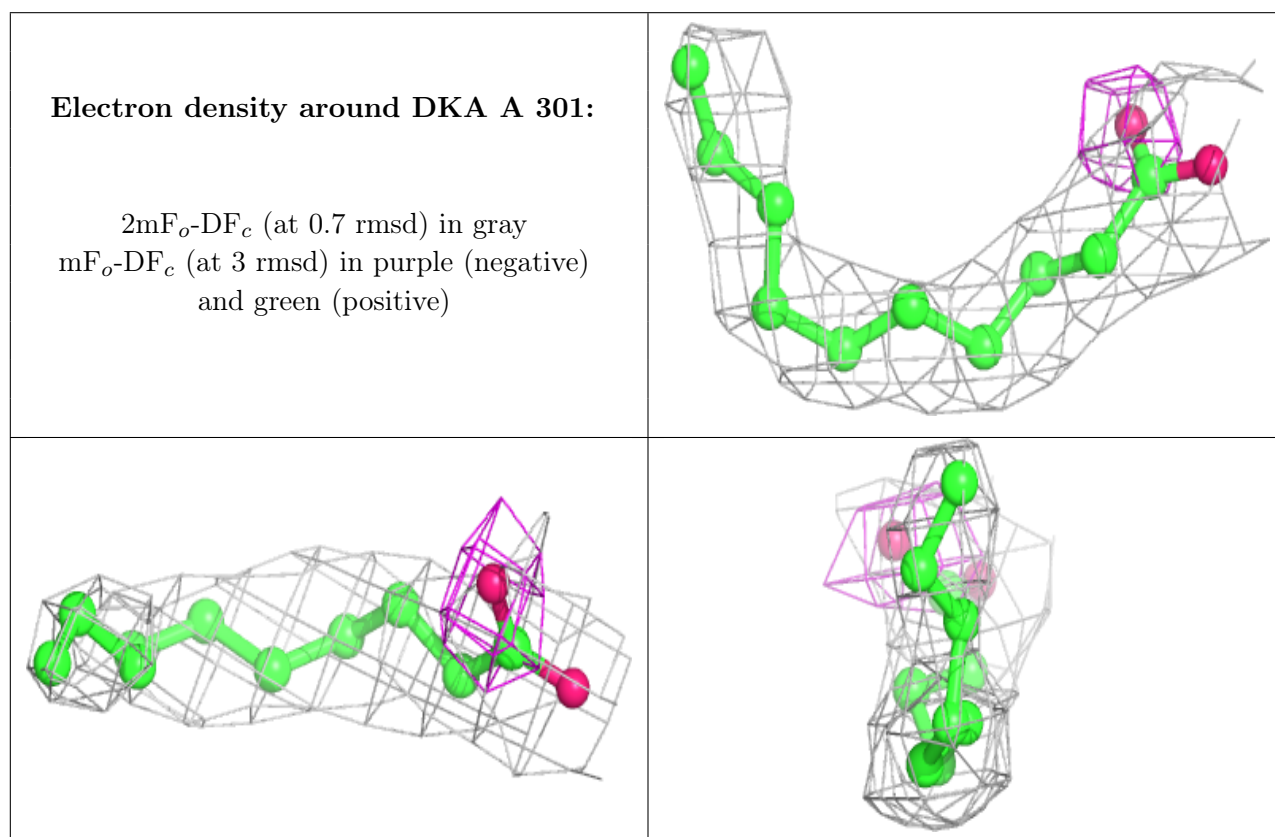 Electron density around DKA A 301:
2mFo-DFc (at 0.7 rmsd) in gray
mFo-DFc (at 3 rmsd) in purple (negative)
and green (positive)